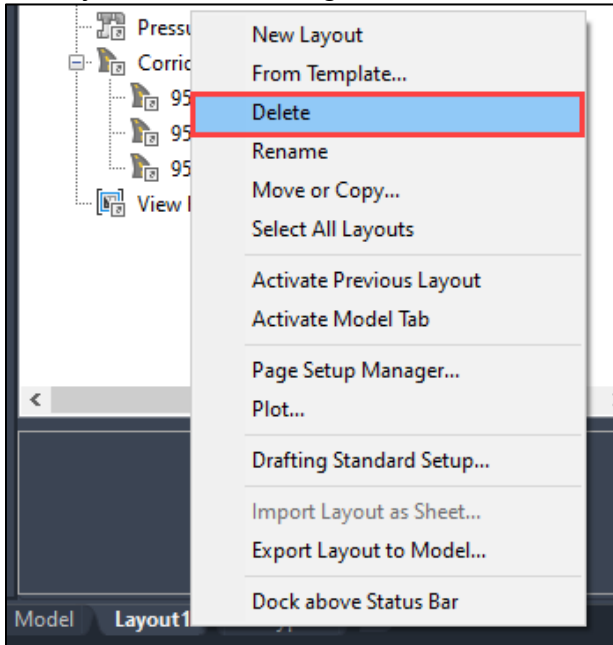 Pressu
New Layout
Corric
From Template...
95
Delete
95
Rename
95
Move or Copy...
View
Select All Layouts
Activate Previous Layout
Activate Model Tab
Page Setup Manager...
Plot...
Drafting Standard Setup...
Import Layout as Sheet...
Export Layout to Model...
Dock above Status Bar
Model Layout1